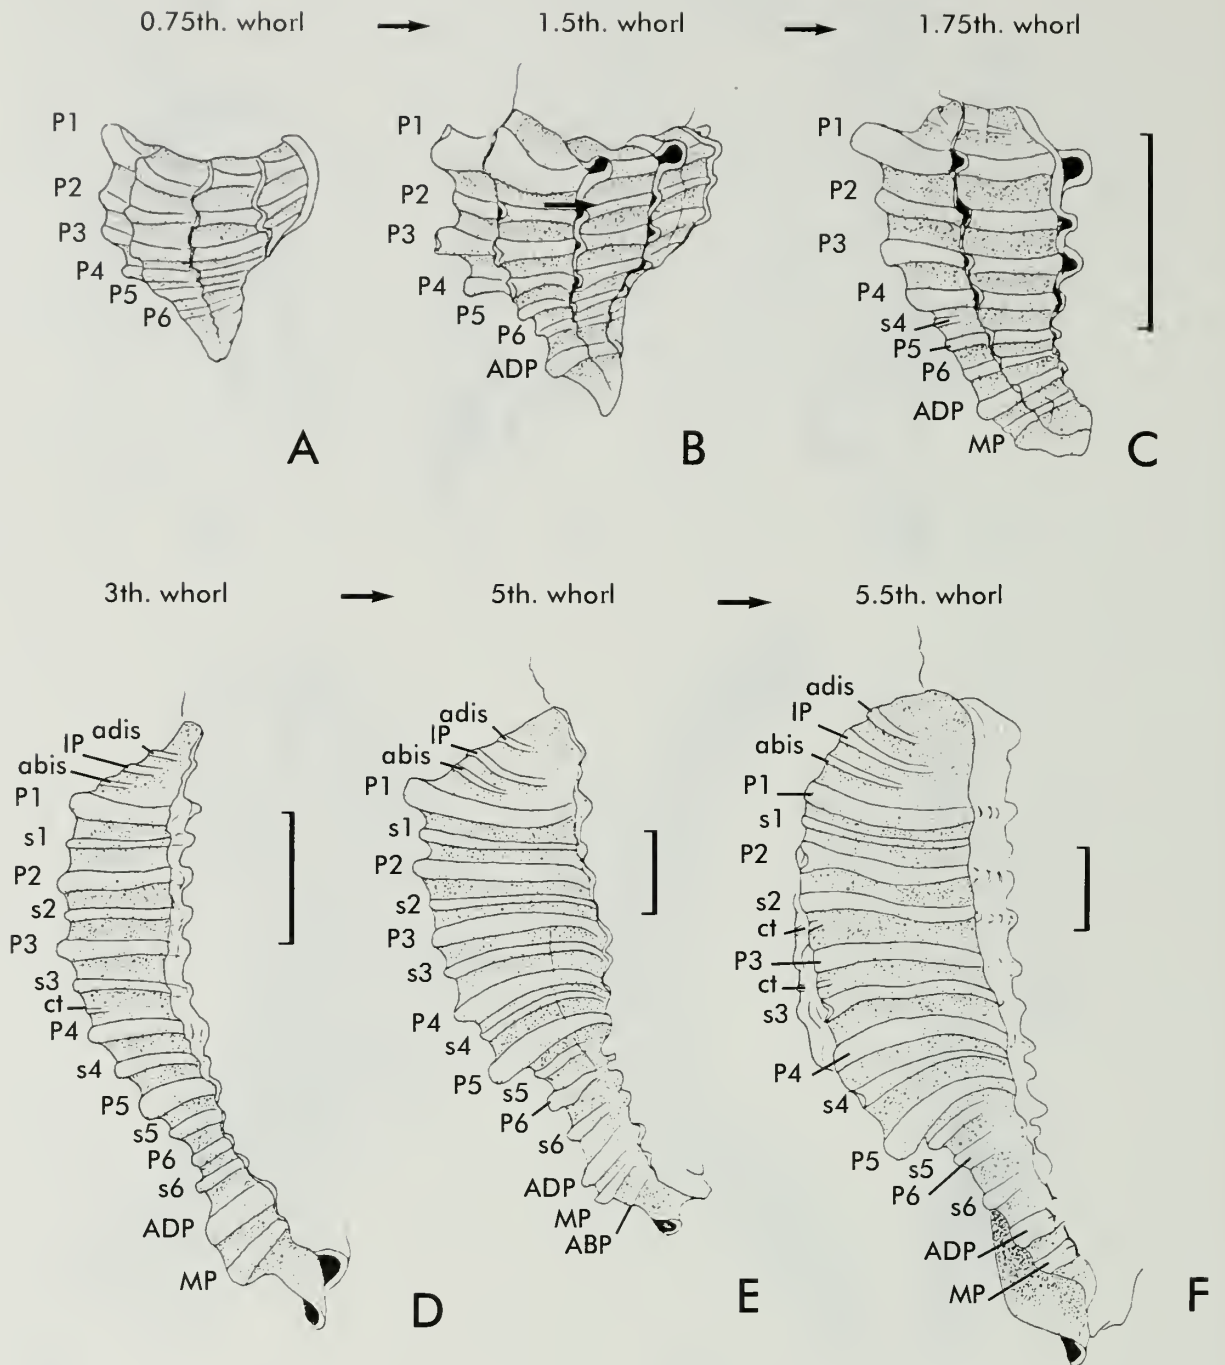 0.75th. whorl
1.5th. whorl
1.75th. whorl
P1
P2
P3
P4
P5
P6
A
P1
P2
P3
P4
P5
P6
ADP
B
P1
P2
P3
P4
s4
P5
P6
ADP
MP
C
3th. whorl
5th. whorl
5.5th. whorl
adis
IP
abis
P1
s1
P2
s2
P3
s3
ct
P4
s4
P5
s5
P6
s6
ADP
MP
D
adis
IP
abis
P1
s1
P2
s2
P3
s3
P4
s4
P5
s5
P6
s6
ADP
MP
ABP
E
adis
IP
abis
P1
s1
P2
s2
ct
P3
ct
s3
P4
s4
P5
s5
P6
s6
ADP
MP
F